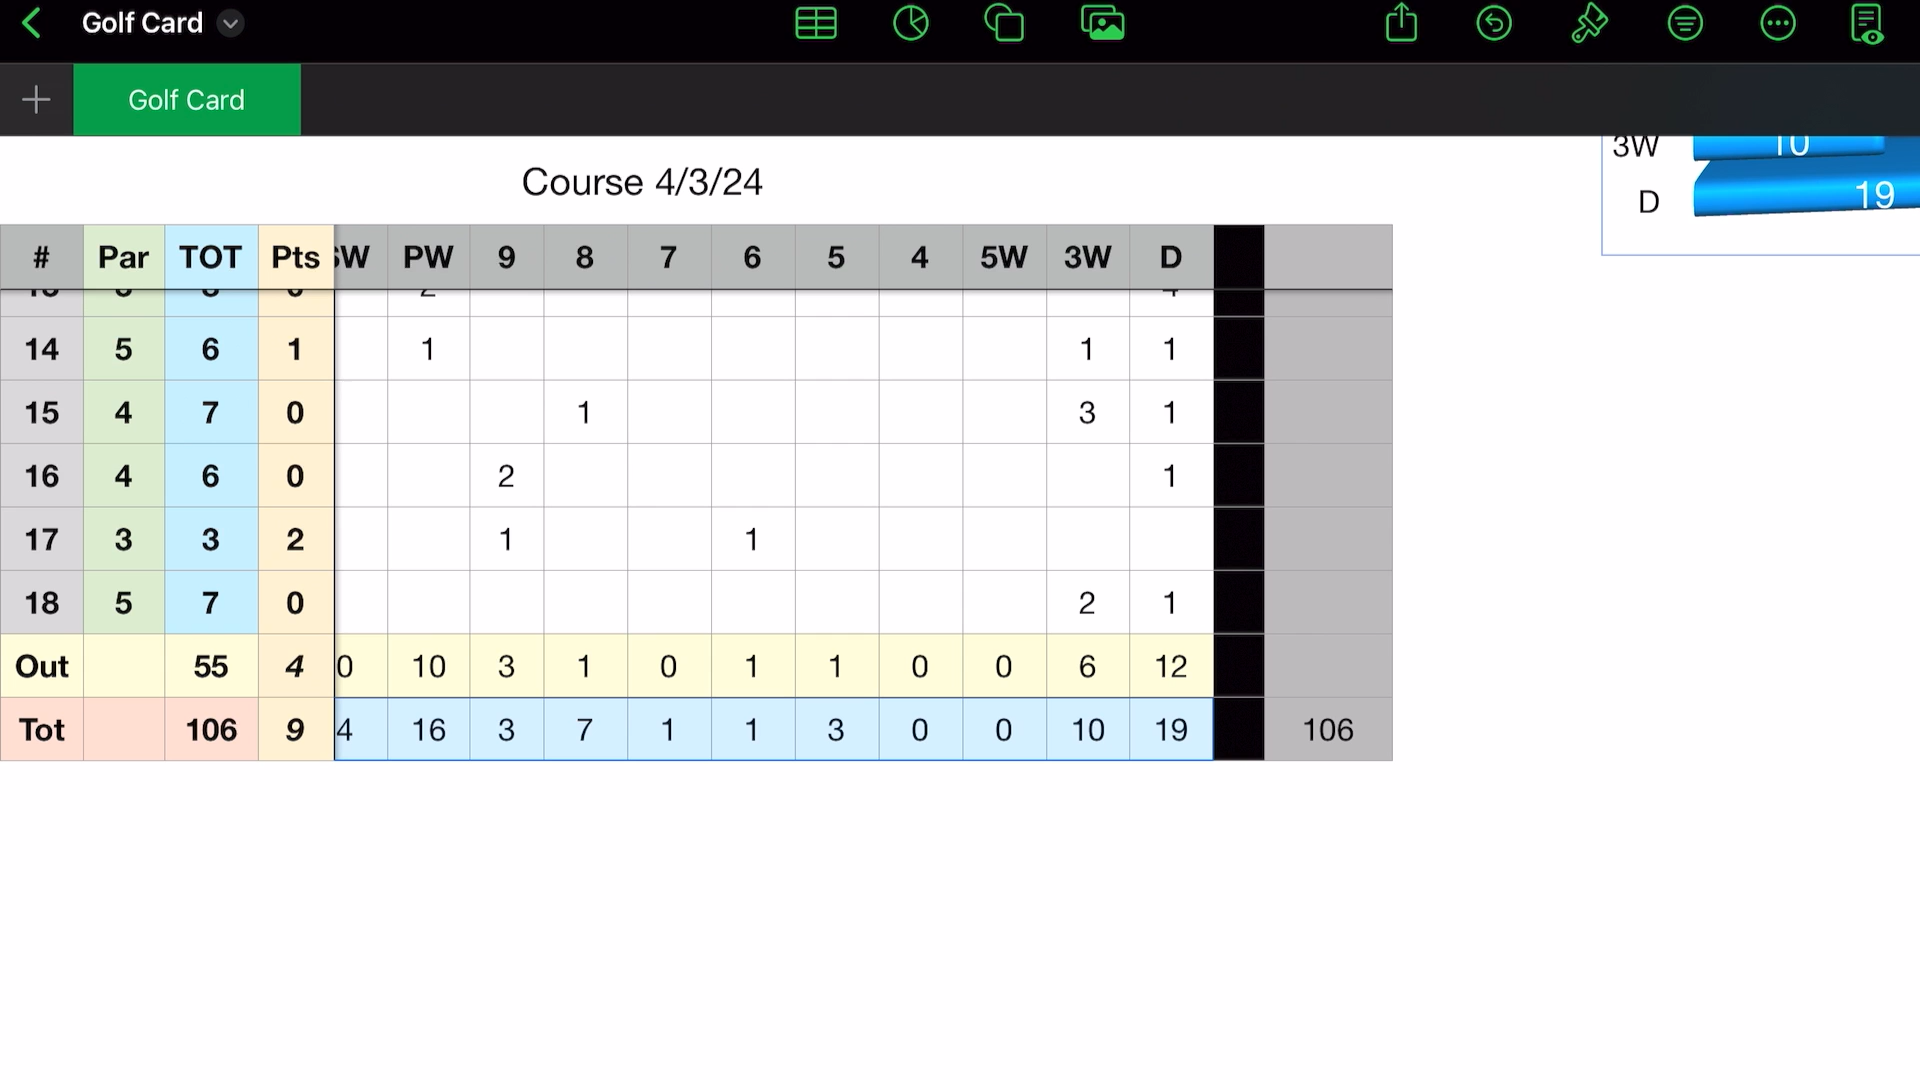 Golf Card
Golf Card
Course 4/3/24
3W 10
D 19
# Par TOT Pts SW PW 9 8 7 6 5 4 5W 3W D
14 5 6 1 1 1 1
15 4 7 0 1 3 1
16 4 6 0 2 1
17 3 3 2 1 1
18 5 7 0 2 1
Out 55 4 0 10 3 1 0 1 1 0 0 6 12
Tot 106 9 4 16 3 7 1 1 3 0 0 10 19 106